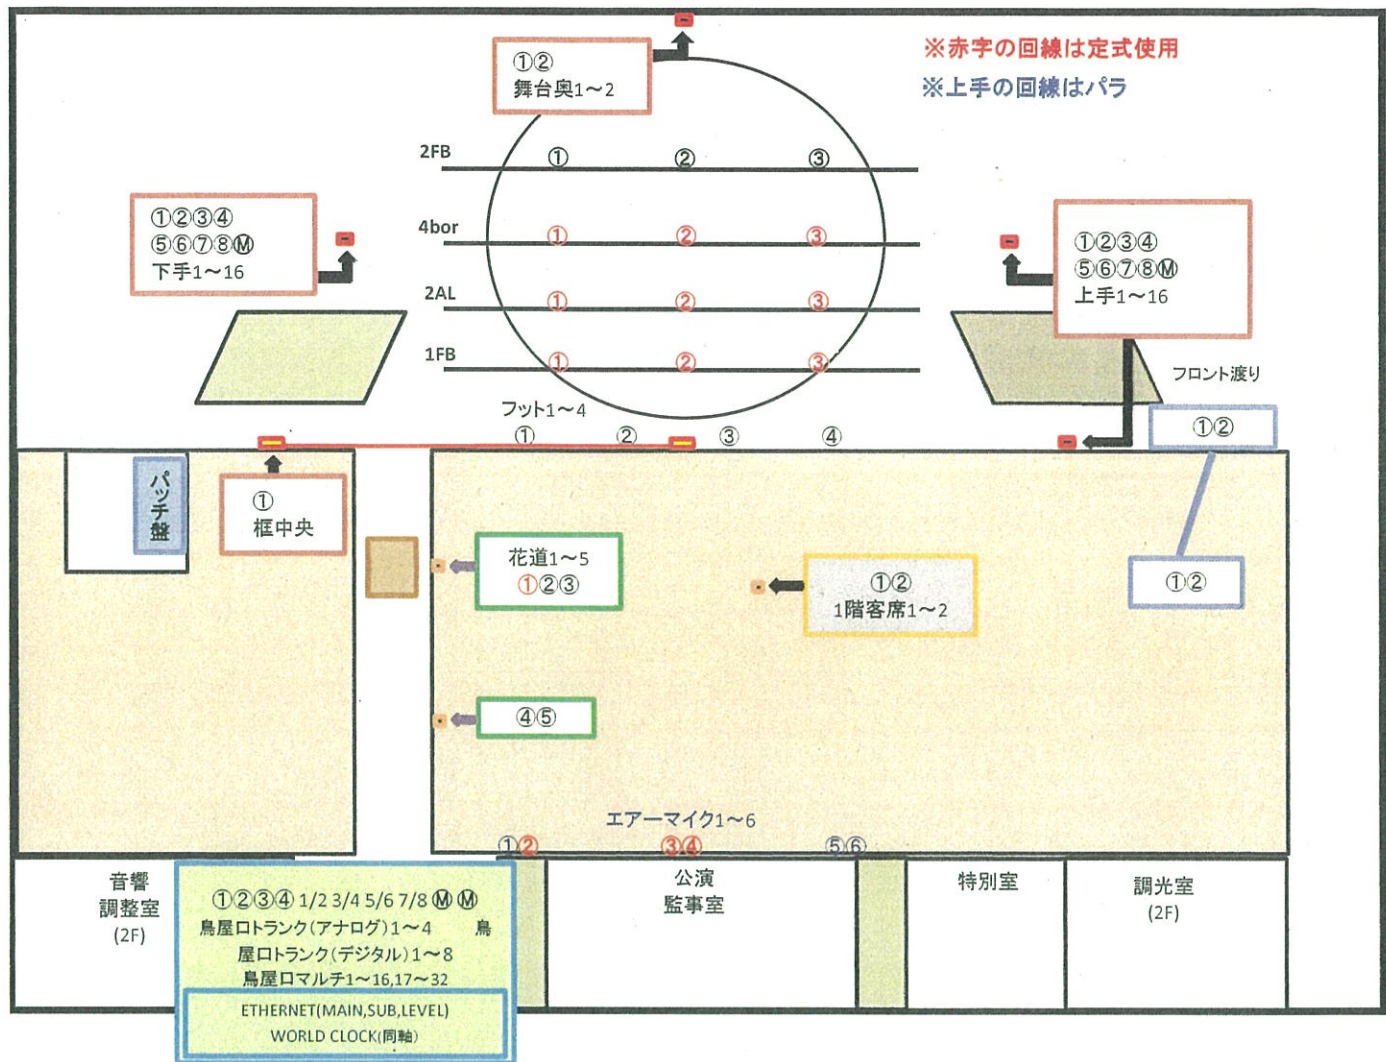 ※赤字の回線は定式使用
※上手の回線はパラ
①②
舞台奥1～2
2FB
① ② ③
4bor
① ② ③
2AL
① ② ③
1FB
① ② ③
①②③④
⑤⑥⑦⑧Ⓜ
下手1～16
①②③④
⑤⑥⑦⑧Ⓜ
上手1～16
フロント渡り
①②
フット1～4
① ② ③ ④
パッチ盤
①
框中央
花道1～5
①②③
①②
1階客席1～2
①②
④⑤
エアーマイク1～6
①② ③④ ⑤⑥
音響
調整室
(2F)
公演
監事室
特別室
調光室
(2F)
①②③④ 1/2 3/4 5/6 7/8 Ⓜ Ⓜ
鳥屋口トランク(アナログ)1～4 鳥
屋口トランク(デジタル)1～8
鳥屋口マルチ1～16,17～32
ETHERNET(MAIN,SUB,LEVEL)
WORLD CLOCK(同軸)